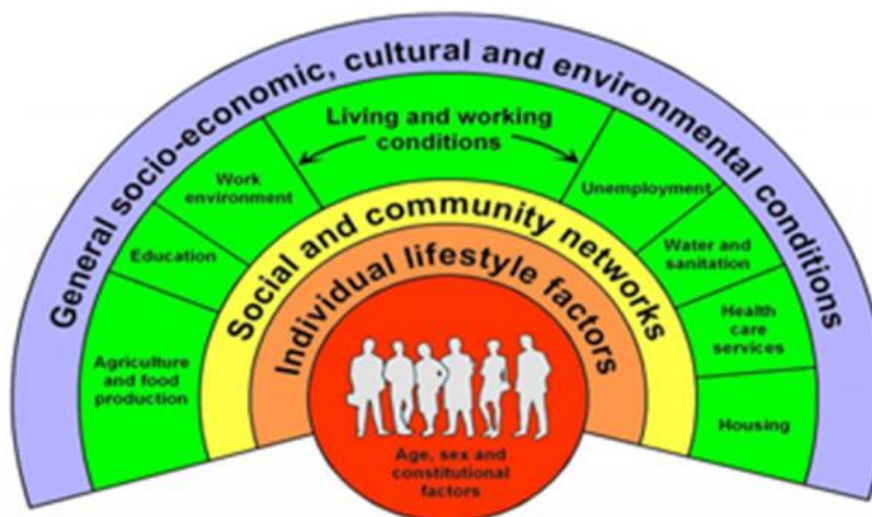 General socio-economic, cultural and environmental conditions
Living and working
conditions
Work
environment
Education
Agriculture
and food
production
Unemployment
Water and
sanitation
Health
care
services
Housing
Social and community networks
Individual lifestyle factors
Age, sex and
constitutional
factors